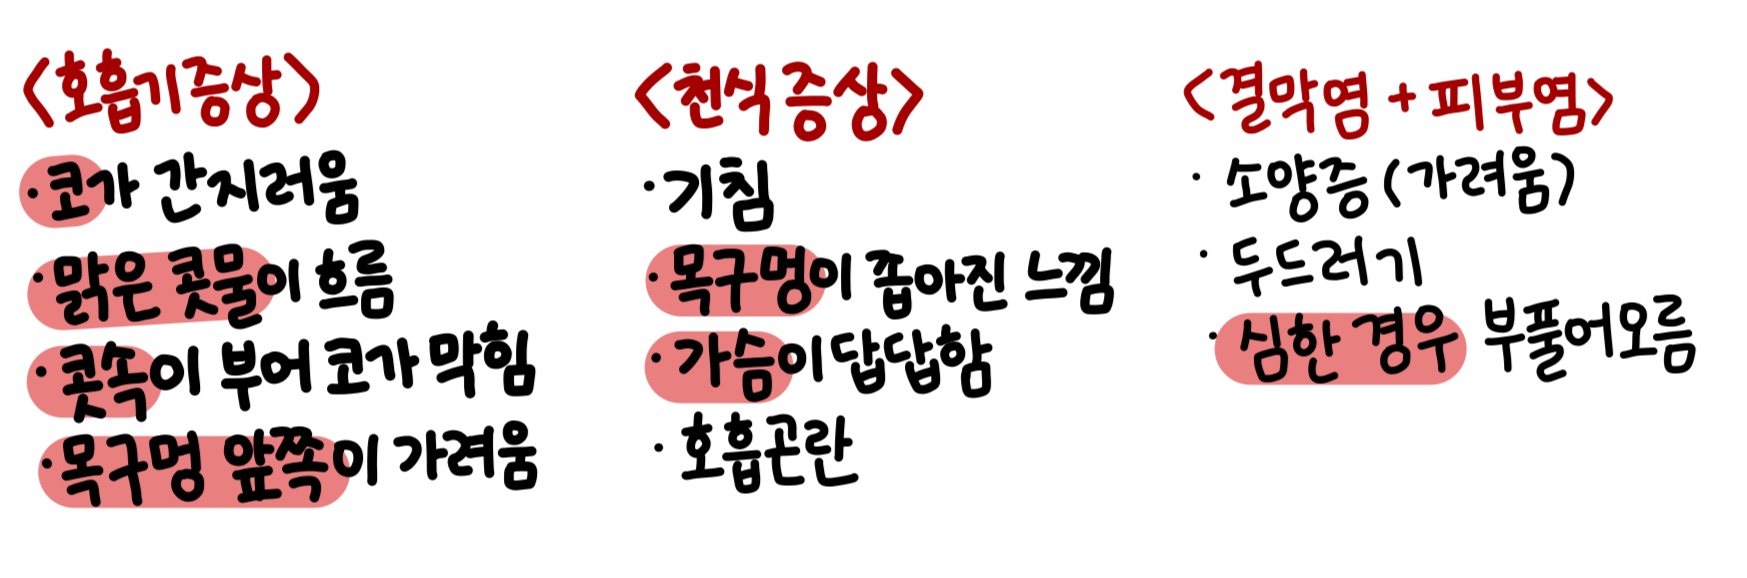 <호흡기증상>
· 코가 간지러움
· 맑은 콧물이 흐름
· 콧속이 부어 코가 막힘
· 목구멍 앞쪽이 가려움
<천식 증상>
· 기침
· 목구멍이 좁아진 느낌
· 가슴이 답답함
· 호흡곤란
<결막염 + 피부염>
· 소양증 (가려움)
· 두드러기
· 심한 경우 부풀어오름